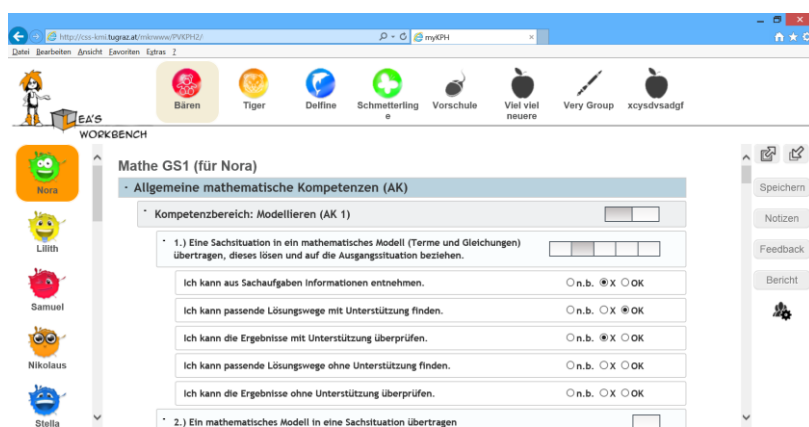 http://css-kmi.tugraz.at/mkrwww/PVKPH2/
myKPH
Datei Bearbeiten Ansicht Favoriten Extras ?
LEA'S
WORKBENCH
Bären
Tiger
Delfine
Schmetterling
e
Vorschule
Viel viel
neuere
Very Group
xcysdvsadgf
Nora
Lilith
Samuel
Nikolaus
Stella
Mathe GS1 (für Nora)
Allgemeine mathematische Kompetenzen (AK)
Kompetenzbereich: Modellieren (AK 1)
1.) Eine Sachsituation in ein mathematisches Modell (Terme und Gleichungen)
übertragen, dieses lösen und auf die Ausgangssituation beziehen.
Ich kann aus Sachaufgaben Informationen entnehmen. n.b. X OK
Ich kann passende Lösungswege mit Unterstützung finden. n.b. X OK
Ich kann die Ergebnisse mit Unterstützung überprüfen. n.b. X OK
Ich kann passende Lösungswege ohne Unterstützung finden. n.b. X OK
Ich kann die Ergebnisse ohne Unterstützung überprüfen. n.b. X OK
2.) Ein mathematisches Modell in eine Sachsituation übertragen
Speichern
Notizen
Feedback
Bericht